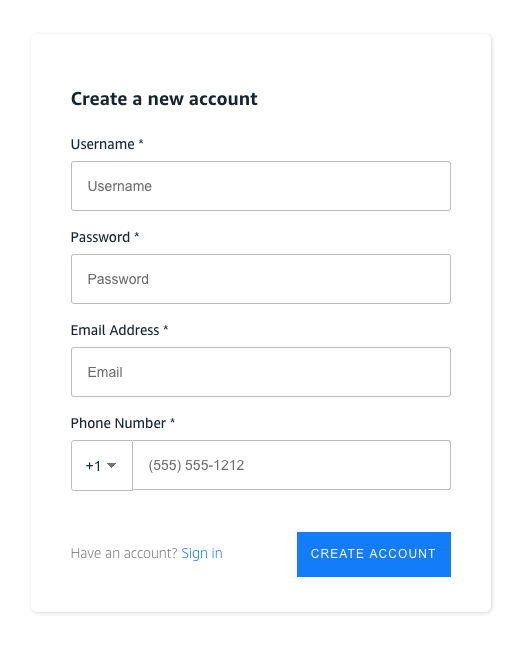 Create a new account
Username *
Username
Password *
Password
Email Address *
Email
Phone Number *
+1 (555) 555-1212
Have an account? Sign in CREATE ACCOUNT